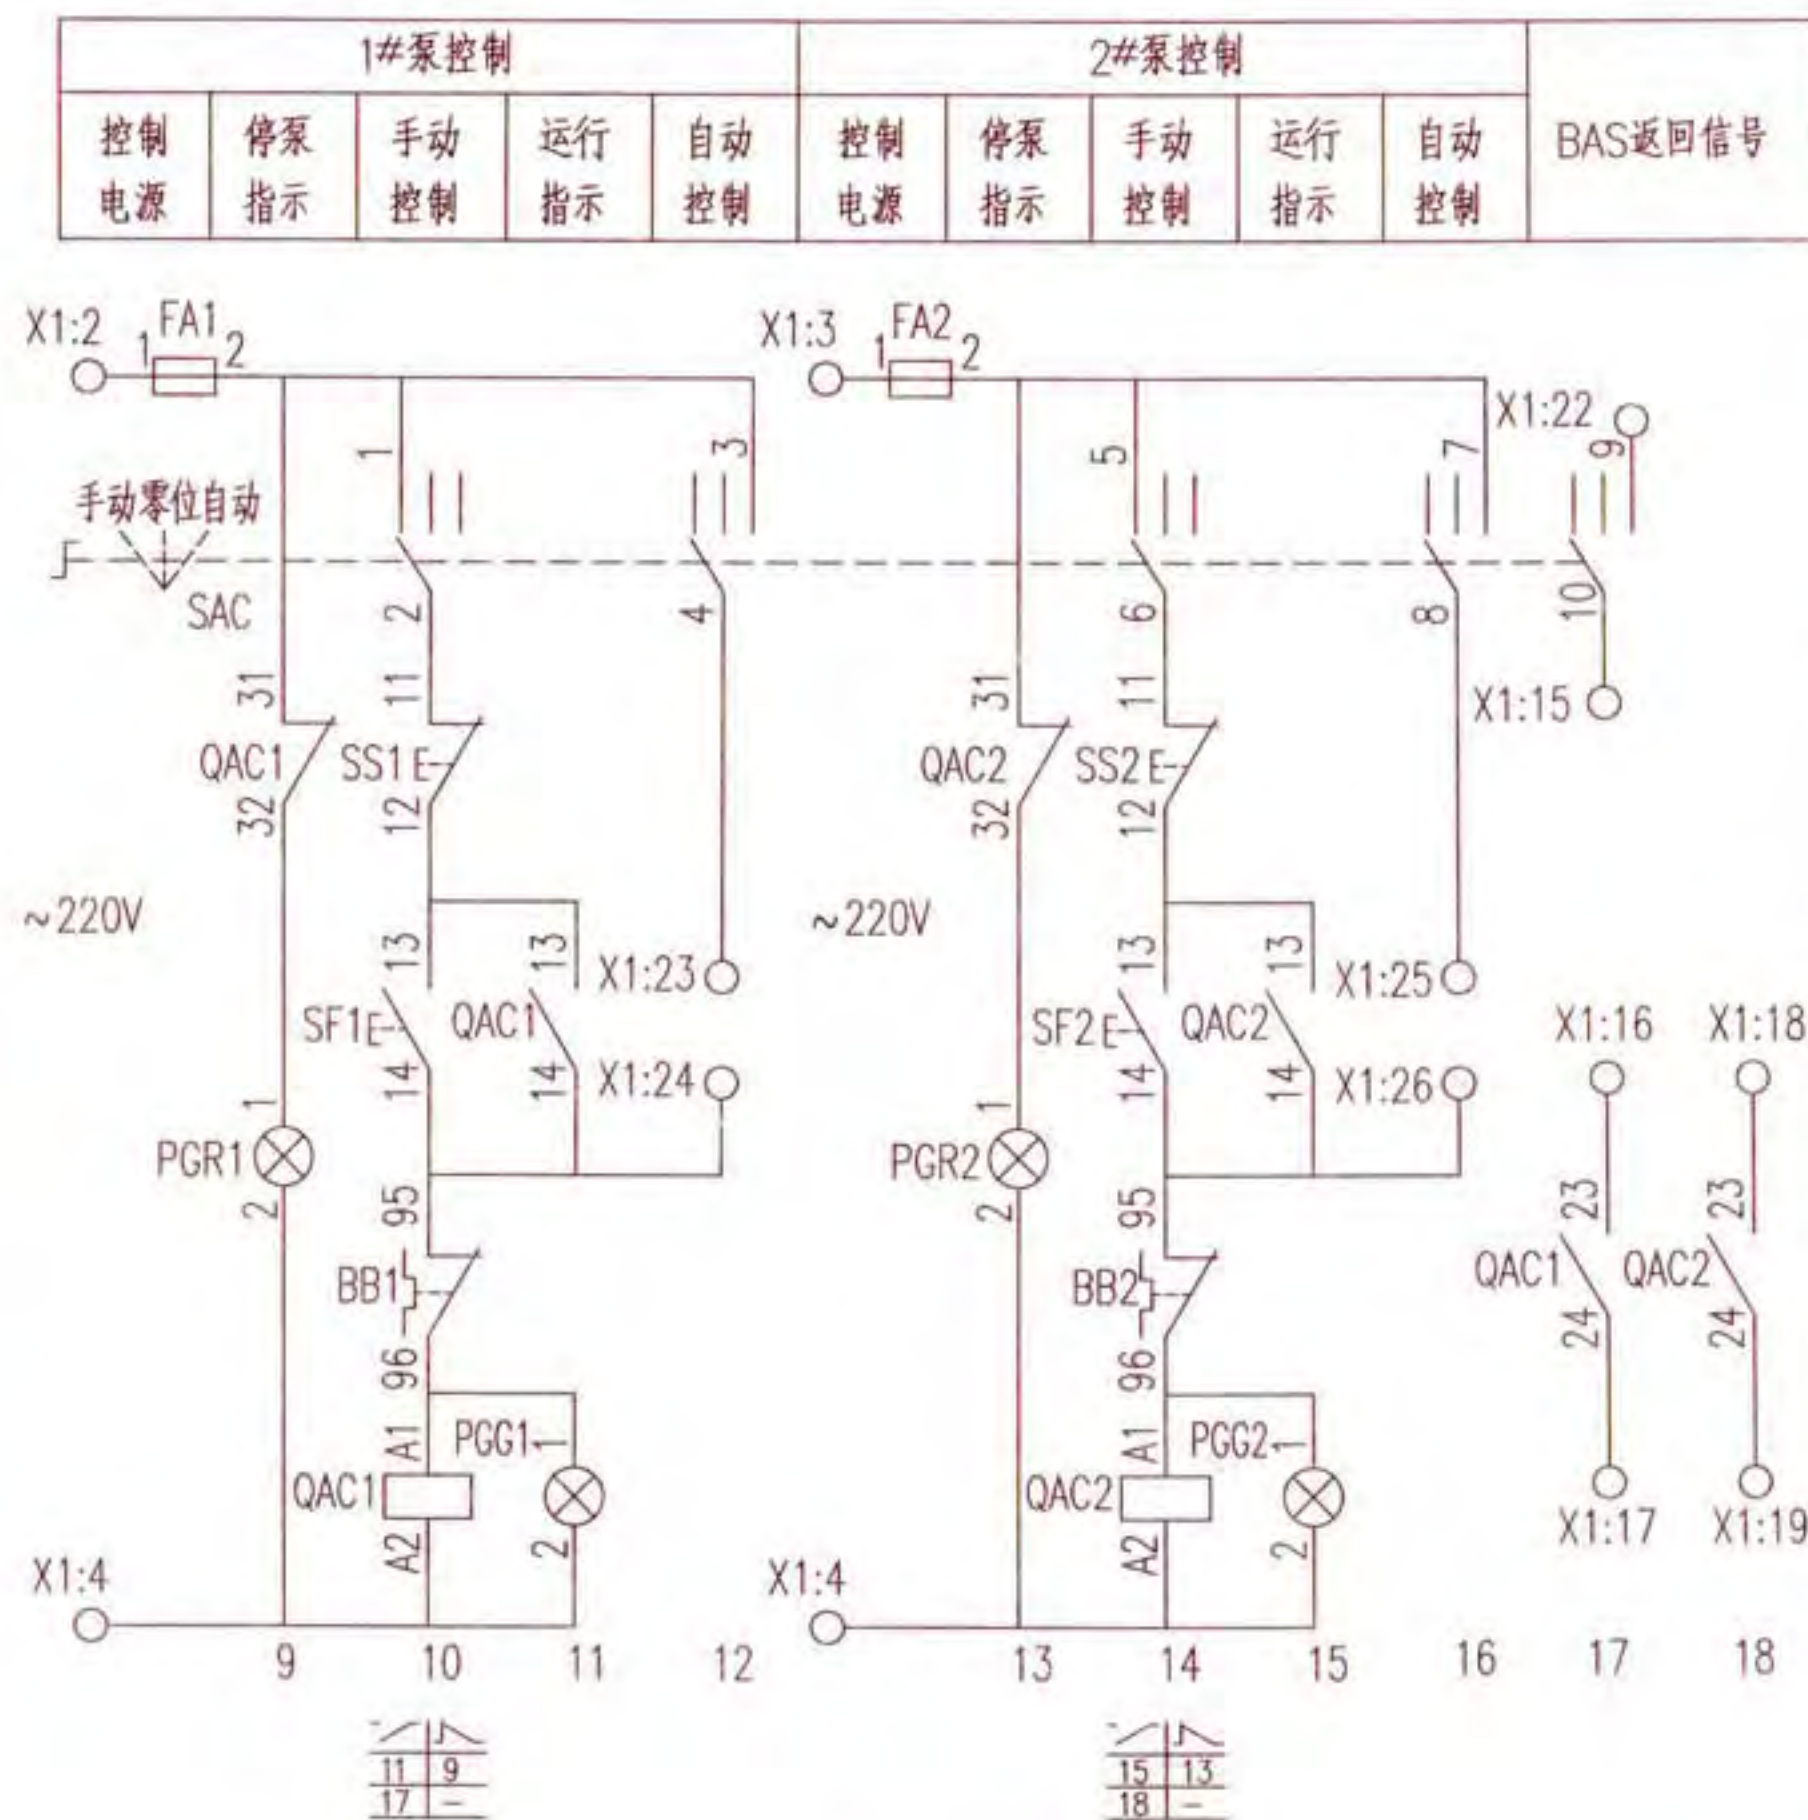 1#泵控制 2#泵控制
控制 停泵 手动 运行 自动 控制 停泵 手动 运行 自动 BAS返回信号
电源 指示 控制 指示 控制 电源 指示 控制 指示 控制
X1:2 1 FA1 2 X1:3 1 FA2 2
X1:22
1 3 5 7 9
手动零位自动
SAC 2 4 6 8 10
31 11 31 11 X1:15
QAC1 SS1 E QAC2 SS2 E
32 12 32 12
~220V ~220V
13 13 X1:23 13 13 X1:25
SF1 E QAC1 SF2 E QAC2 X1:16 X1:18
14 14 X1:24 14 14 X1:26
1 1
PGR1 PGR2
2 95 2 95 23 23
BB1 BB2 QAC1 QAC2
96 96 24 24
A1 PGG1 1 A1 PGG2 1
QAC1 QAC2
A2 2 A2 2 X1:17 X1:19
X1:4 X1:4
9 10 11 12 13 14 15 16 17 18
11 9 15 13
17 - 18 -